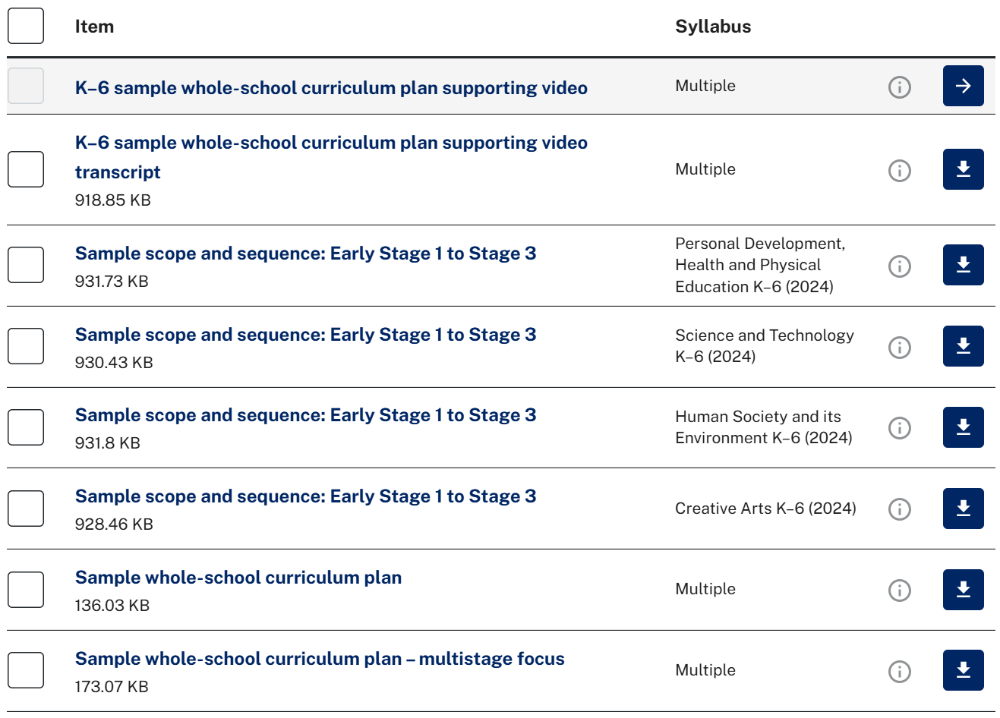 Item Syllabus
K–6 sample whole-school curriculum plan supporting video Multiple
K–6 sample whole-school curriculum plan supporting video
transcript
918.85 KB
Multiple
Sample scope and sequence: Early Stage 1 to Stage 3
931.73 KB
Personal Development,
Health and Physical
Education K–6 (2024)
Sample scope and sequence: Early Stage 1 to Stage 3
930.43 KB
Science and Technology
K–6 (2024)
Sample scope and sequence: Early Stage 1 to Stage 3
931.8 KB
Human Society and its
Environment K–6 (2024)
Sample scope and sequence: Early Stage 1 to Stage 3
928.46 KB
Creative Arts K–6 (2024)
Sample whole-school curriculum plan
136.03 KB
Multiple
Sample whole-school curriculum plan – multistage focus
173.07 KB
Multiple